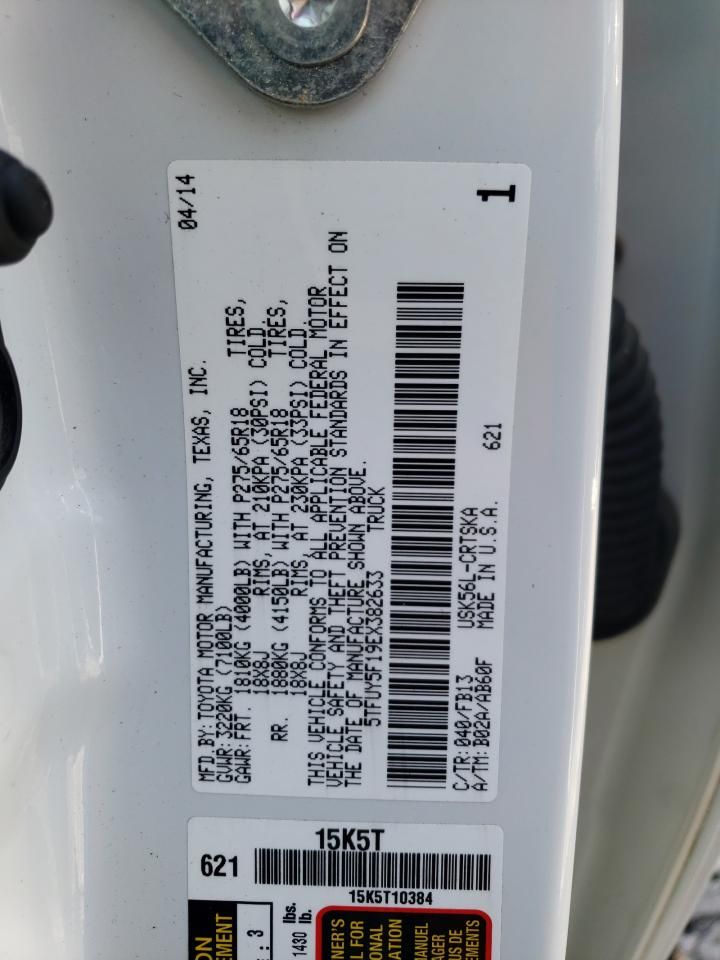 MFD.BY:TOYOTA MOTOR MANUFACTURING, TEXAS, INC. 04/14
GVWR:3220KG (7100LB)
GAWR:FRT. 1810KG (4000LB) WITH P275/65R18 TIRES,
18X8J RIMS, AT 210KPA (30PSI) COLD.
RR. 1880KG (4150LB) WITH P275/65R18 TIRES,
18X8J RIMS, AT 230KPA (33PSI) COLD.
THIS VEHICLE CONFORMS TO ALL APPLICABLE FEDERAL MOTOR
VEHICLE SAFETY AND THEFT PREVENTION STANDARDS IN EFFECT ON
THE DATE OF MANUFACTURE SHOWN ABOVE.
5TFUY5F19EX382633 TRUCK
C/TR:040/FB13 USK56L-CRTSKA
A/TM:B02A/AB60F MADE IN U.S.A. 621
1
15K5T
621
15K5T10384
: 3
lbs.
1430 lb.